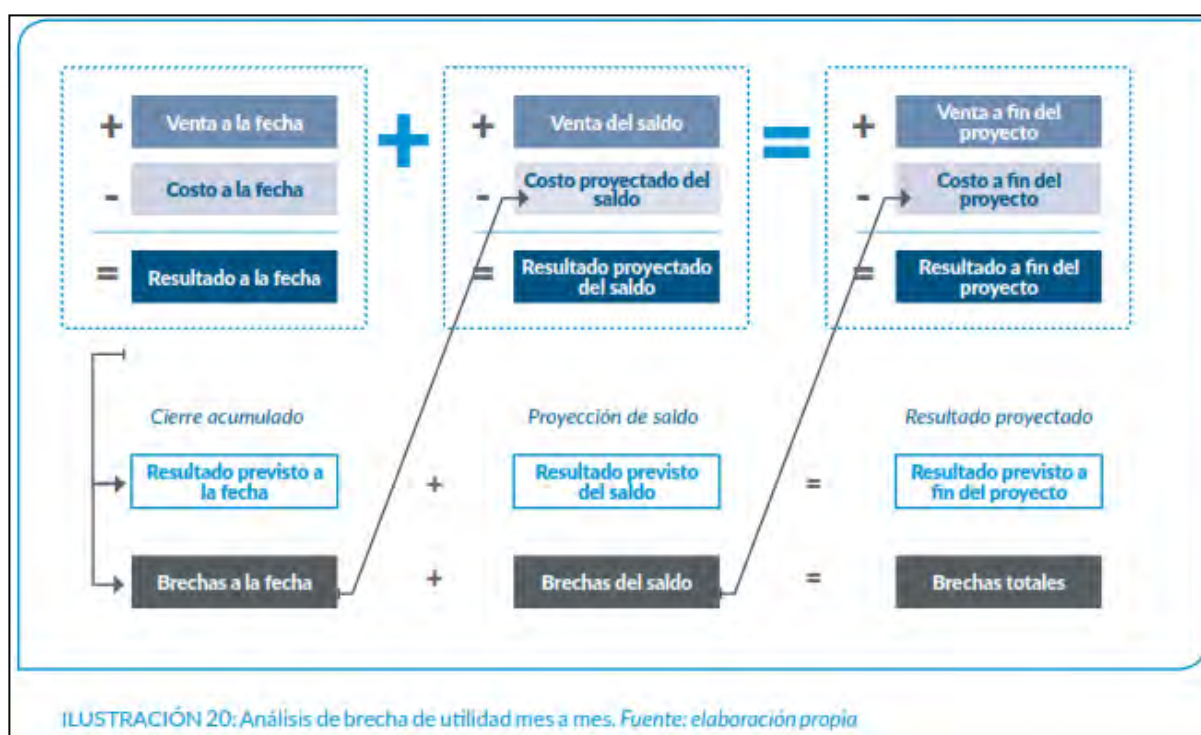 + Venta a la fecha
- Costo a la fecha
= Resultado a la fecha
+
+ Venta del saldo
- Costo proyectado del
saldo
= Resultado proyectado
del saldo
=
+ Venta a fin del
proyecto
- Costo a fin del
proyecto
= Resultado a fin del
proyecto
Cierre acumulado
Proyección de saldo
Resultado proyectado
Resultado previsto a
la fecha
+
Resultado previsto
del saldo
=
Resultado previsto a
fin del proyecto
Brechas a la fecha
+
Brechas del saldo
=
Brechas totales
ILUSTRACIÓN 20: Análisis de brecha de utilidad mes a mes. Fuente: elaboración propia